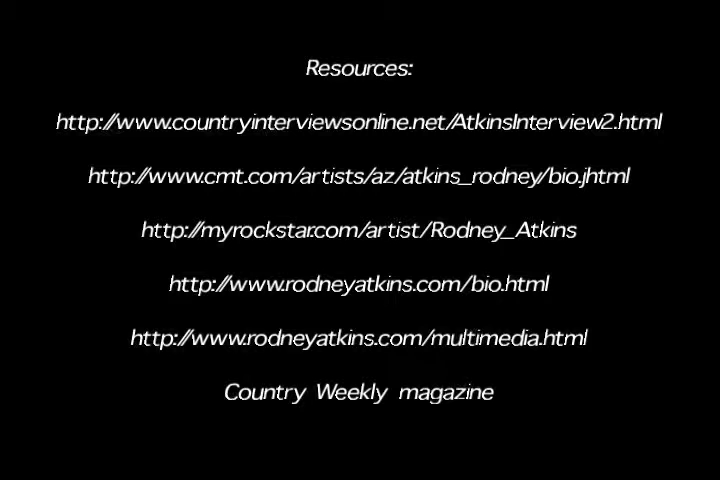 Resources:
http://www.countryinterviewsonline.net/AtkinsInterview2.html
http://www.cmt.com/artists/az/atkins_rodney/bio.jhtml
http://myrockstar.com/artist/Rodney_Atkins
http://www.rodneyatkins.com/bio.html
http://www.rodneyatkins.com/multimedia.html
Country Weekly magazine